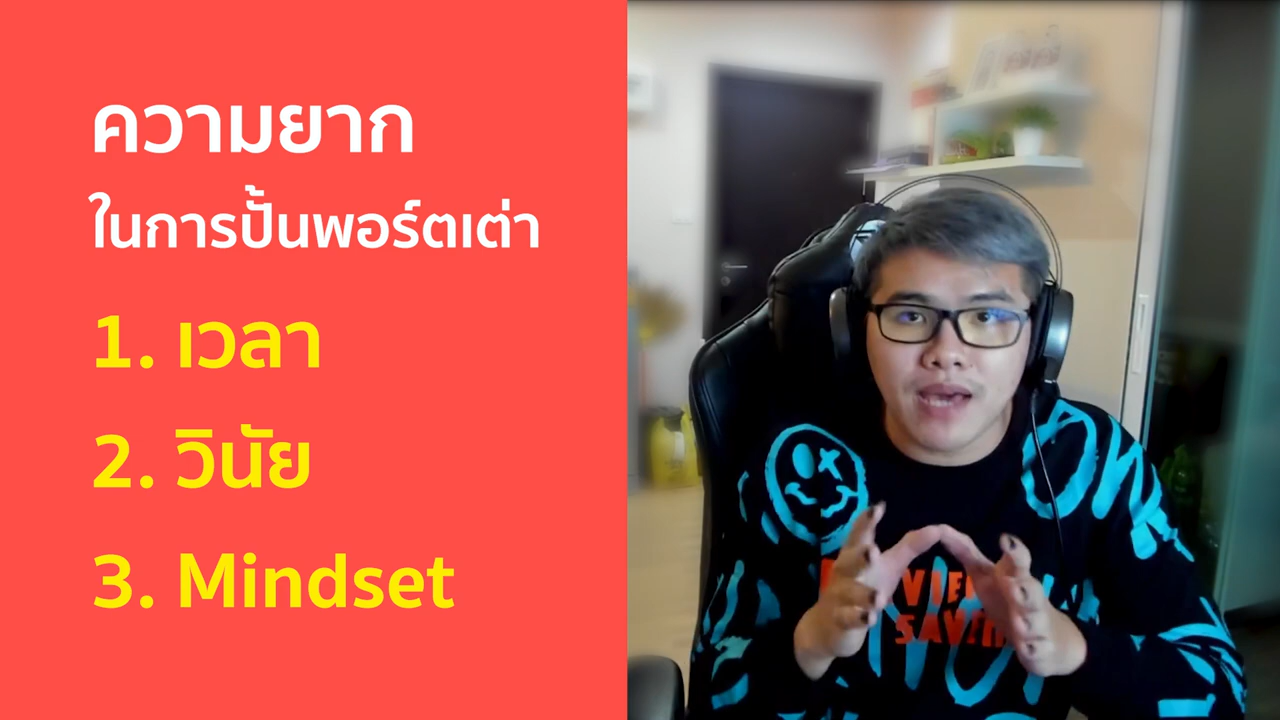 ความยาก
ในการปั้นพอร์ตเต่า
1. เวลา
2. วินัย
3. Mindset
ON